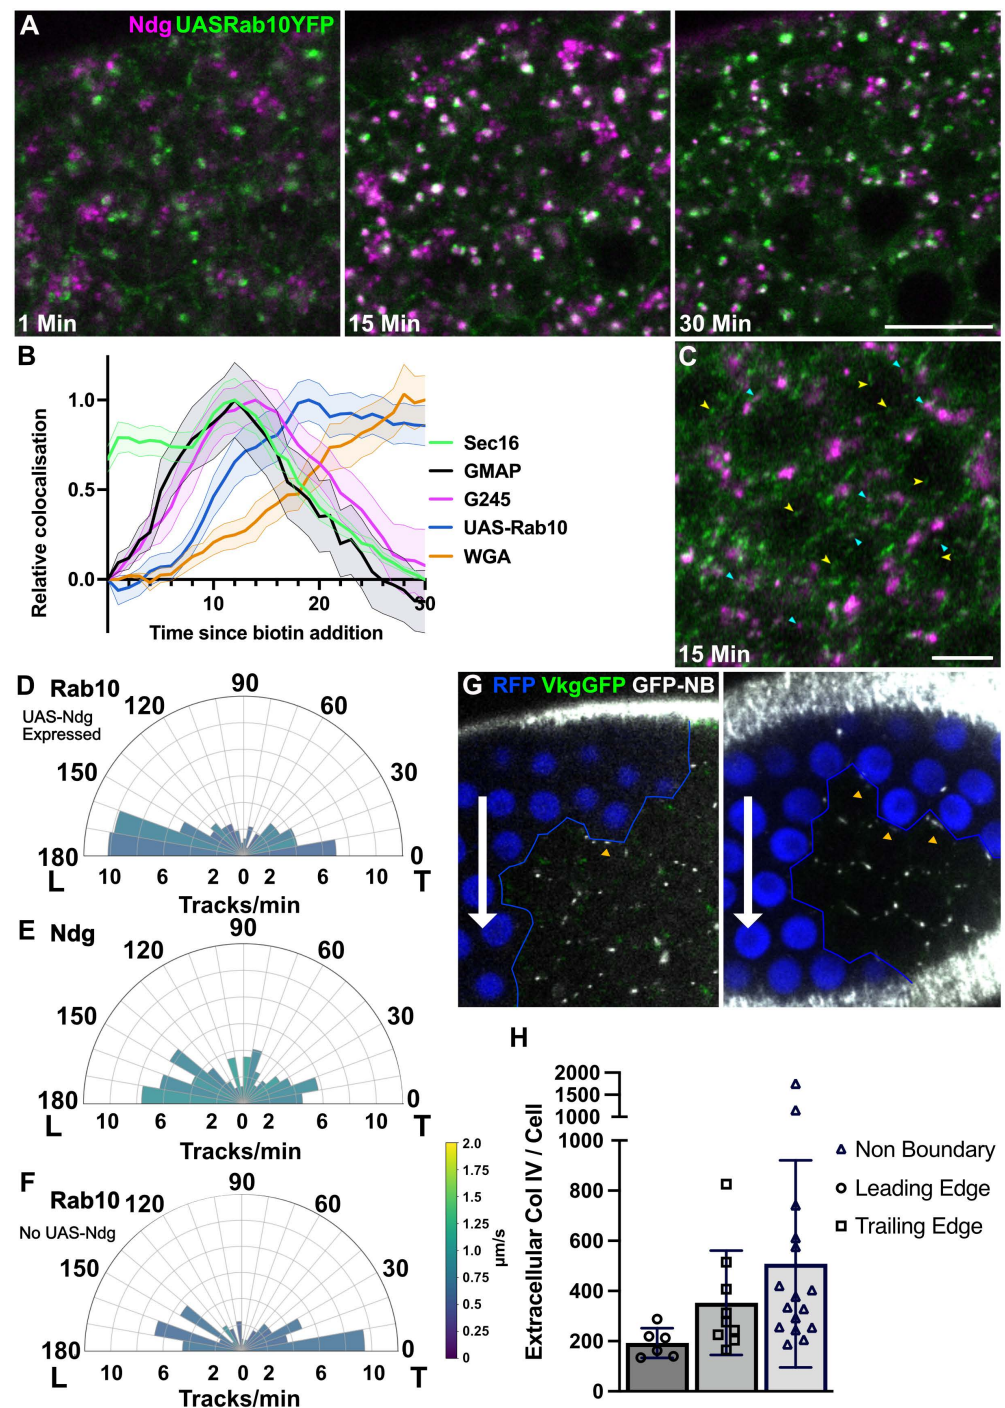 A
Ndg UASRab10YFP
1 Min
15 Min
30 Min
B
Relative colocalisation
1.0
0.5
0.0
10
20
30
Time since biotin addition
Sec16
GMAP
G245
UAS-Rab10
WGA
C
15 Min
D
Rab10
UAS-Ndg
Expressed
90
120
60
150
30
180
0
L
10
6
2
0
2
6
10
T
Tracks/min
E
Ndg
90
120
60
150
30
180
0
L
10
6
2
0
2
6
10
T
Tracks/min
F
Rab10
No UAS-Ndg
90
120
60
150
30
180
0
L
10
6
4
2
0
2
4
6
10
T
Tracks/min
2.0
1.75
1.5
1.25
1.0
0.75
0.5
0.25
0
μm/s
G
RFP VkgGFP GFP-NB
H
Extracellular Col IV / Cell
2000
1500
1000
1000
800
600
400
200
0
Non Boundary
Leading Edge
Trailing Edge